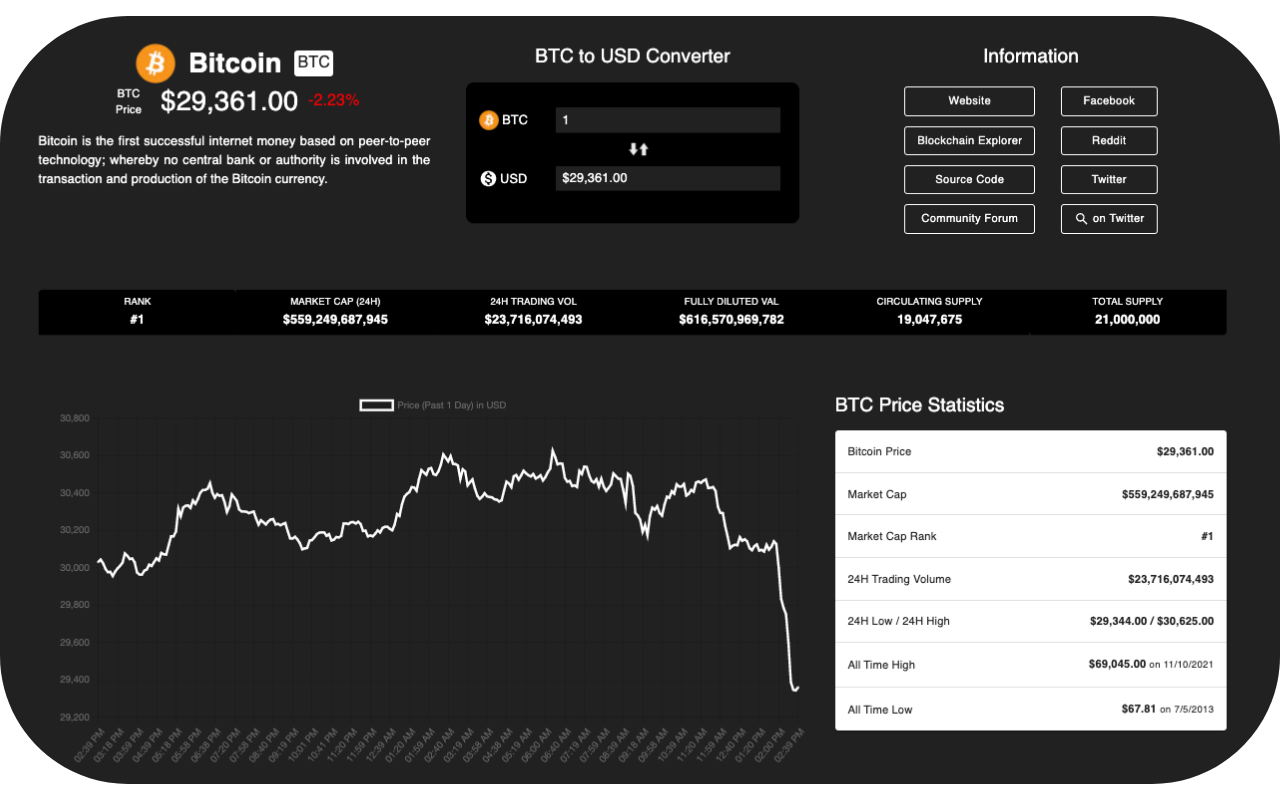 Bitcoin BTC
BTC
Price
$29,361.00 -2.23%
Bitcoin is the first successful internet money based on peer-to-peer
technology; whereby no central bank or authority is involved in the
transaction and production of the Bitcoin currency.
BTC to USD Converter
BTC 1
USD $29,361.00
Information
Website Facebook
Blockchain Explorer Reddit
Source Code Twitter
Community Forum on Twitter
RANK MARKET CAP (24H) 24H TRADING VOL FULLY DILUTED VAL CIRCULATING SUPPLY TOTAL SUPPLY
#1 $559,249,687,945 $23,716,074,493 $616,570,969,782 19,047,675 21,000,000
Price (Past 1 Day) in USD
30,800
30,600
30,400
30,200
30,000
29,800
29,600
29,400
29,200
02:39 PM 03:18 PM 03:59 PM 04:39 PM 05:18 PM 05:58 PM 06:38 PM 07:20 PM 07:58 PM 08:40 PM 09:19 PM 10:01 PM 10:41 PM 11:20 PM 11:59 PM 12:39 AM 01:20 AM 01:59 AM 02:40 AM 03:19 AM 03:58 AM 04:38 AM 05:19 AM 06:00 AM 06:40 AM 07:19 AM 07:59 AM 08:39 AM 09:18 AM 09:58 AM 10:39 AM 11:20 AM 11:59 AM 12:40 PM 01:20 PM 02:00 PM 02:39 PM
BTC Price Statistics
Bitcoin Price $29,361.00
Market Cap $559,249,687,945
Market Cap Rank #1
24H Trading Volume $23,716,074,493
24H Low / 24H High $29,344.00 / $30,625.00
All Time High $69,045.00 on 11/10/2021
All Time Low $67.81 on 7/5/2013